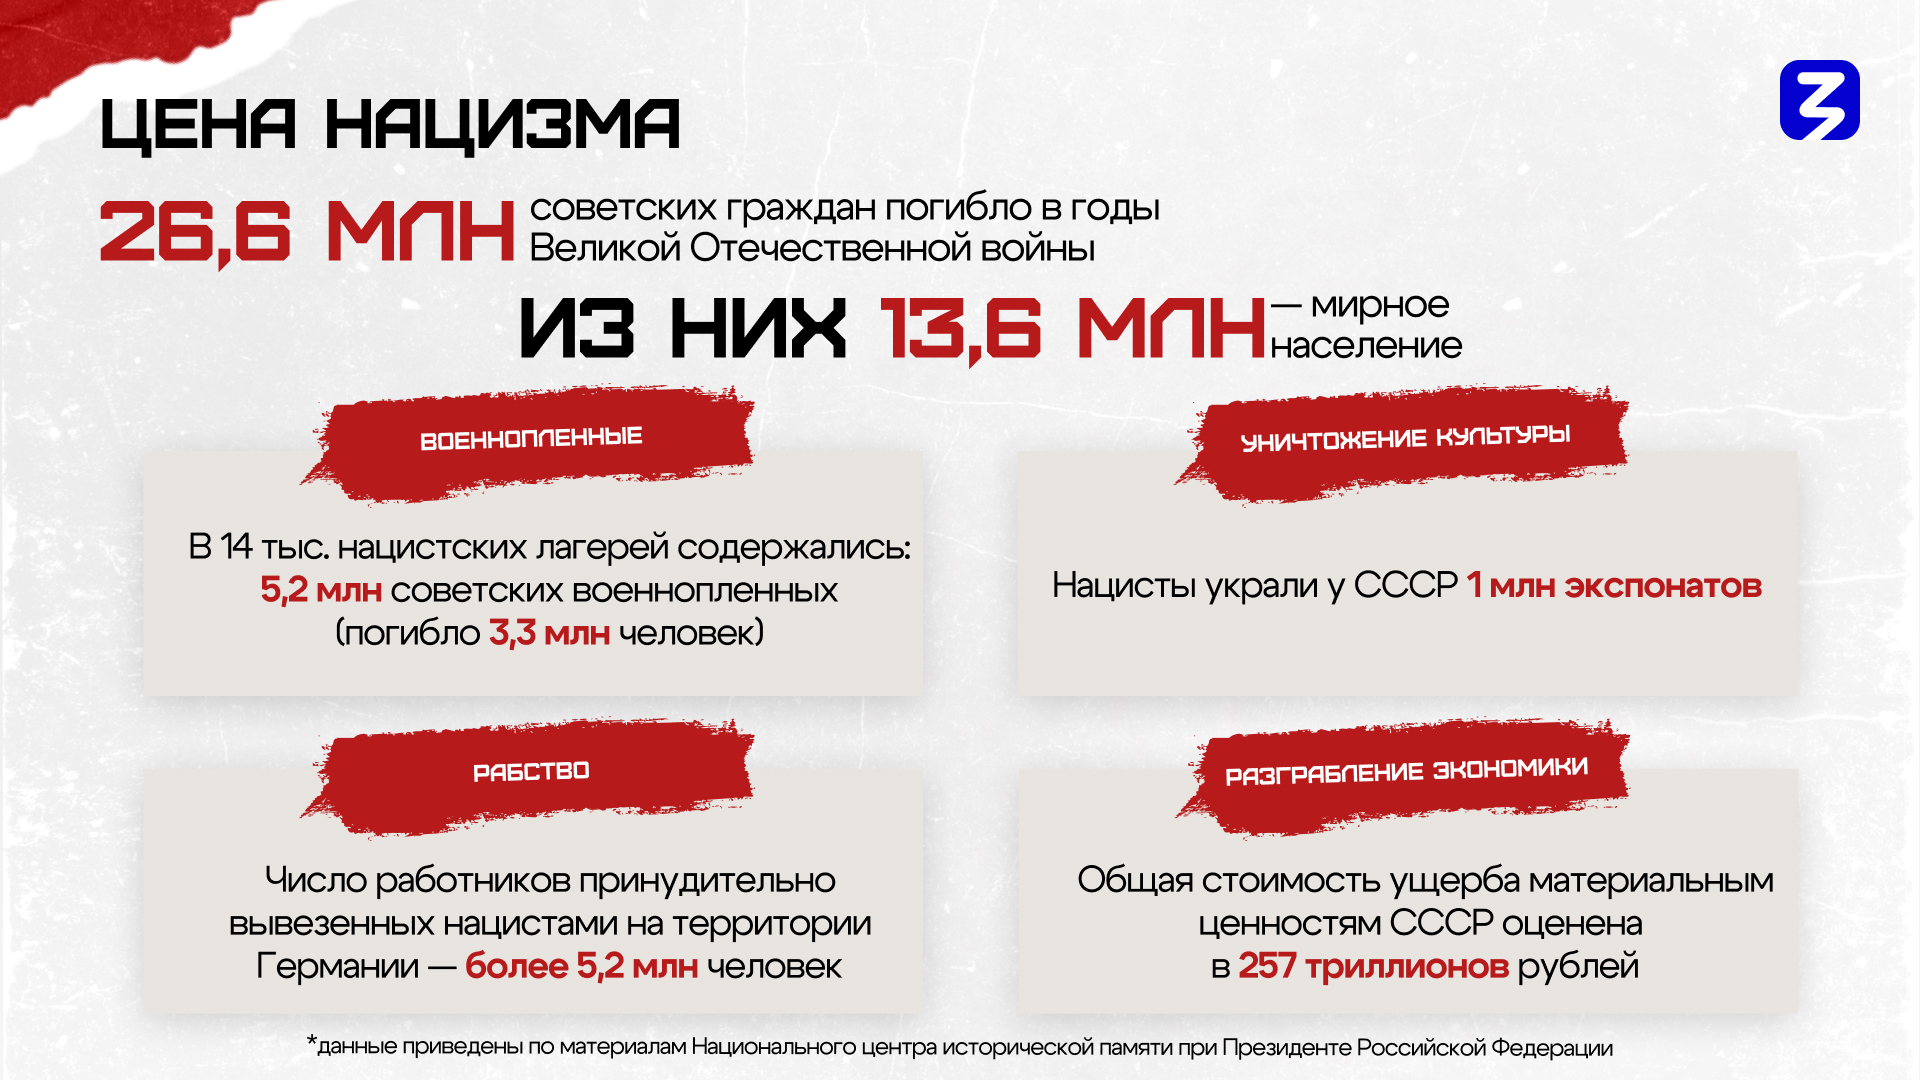 ЦЕНА НАЦИЗМА
26,6 МЛН советских граждан погибло в годы
Великой Отечественной войны
ИЗ НИХ 13,6 МЛН — мирное
население
ВОЕННОПЛЕННЫЕ
В 14 тыс. нацистских лагерей содержались:
5,2 млн советских военнопленных
(погибло 3,3 млн человек)
УНИЧТОЖЕНИЕ КУЛЬТУРЫ
Нацисты украли у СССР 1 млн экспонатов
РАБСТВО
Число работников принудительно
вывезенных нацистами на территории
Германии — более 5,2 млн человек
РАЗГРАБЛЕНИЕ ЭКОНОМИКИ
Общая стоимость ущерба материальным
ценностям СССР оценена
в 257 триллионов рублей
*данные приведены по материалам Национального центра исторической памяти при Президенте Российской Федерации